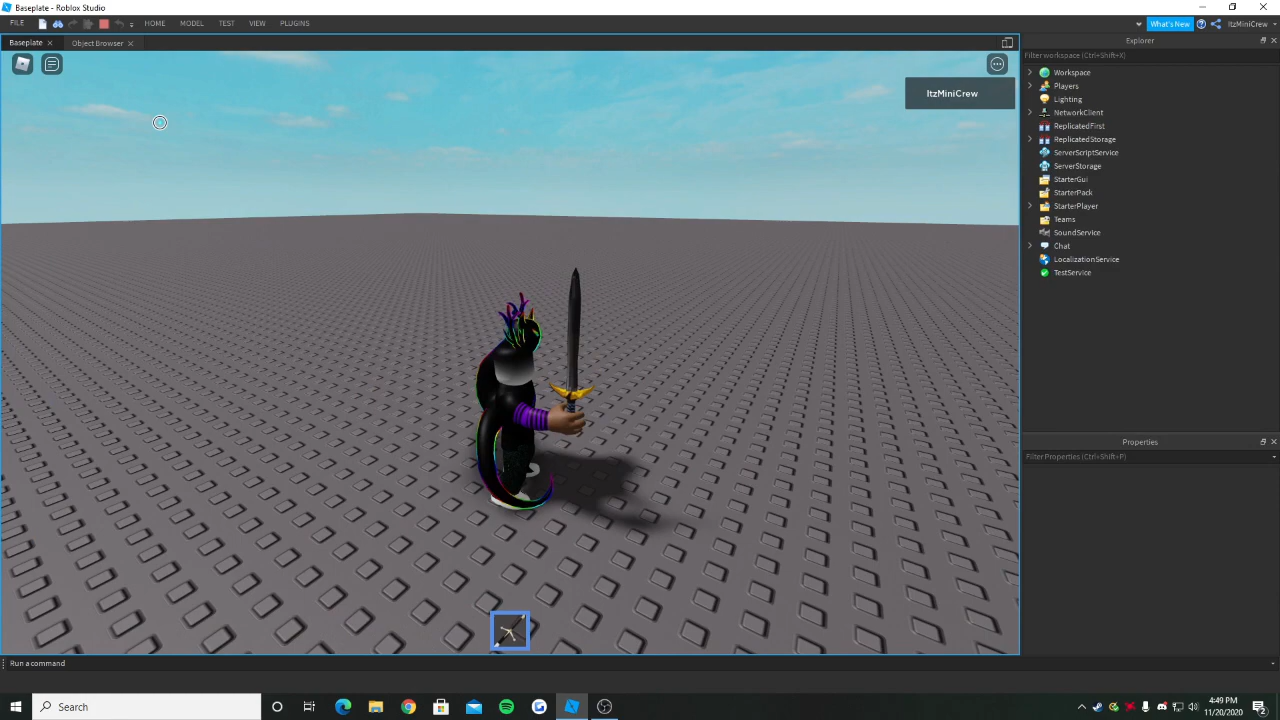 Baseplate - Roblox Studio
FILE
HOME
MODEL
TEST
VIEW
PLUGINS
What's New
ItzMiniCrew
Baseplate
Object Browser
ItzMiniCrew
Explorer
Filter workspace (Ctrl+Shift+X)
Workspace
Players
Lighting
NetworkClient
ReplicatedFirst
ReplicatedStorage
ServerScriptService
ServerStorage
StarterGui
StarterPack
StarterPlayer
Teams
SoundService
Chat
LocalizationService
TestService
Properties
Filter Properties (Ctrl+Shift+P)
Run a command
Search
4:49 PM
11/20/2020
2